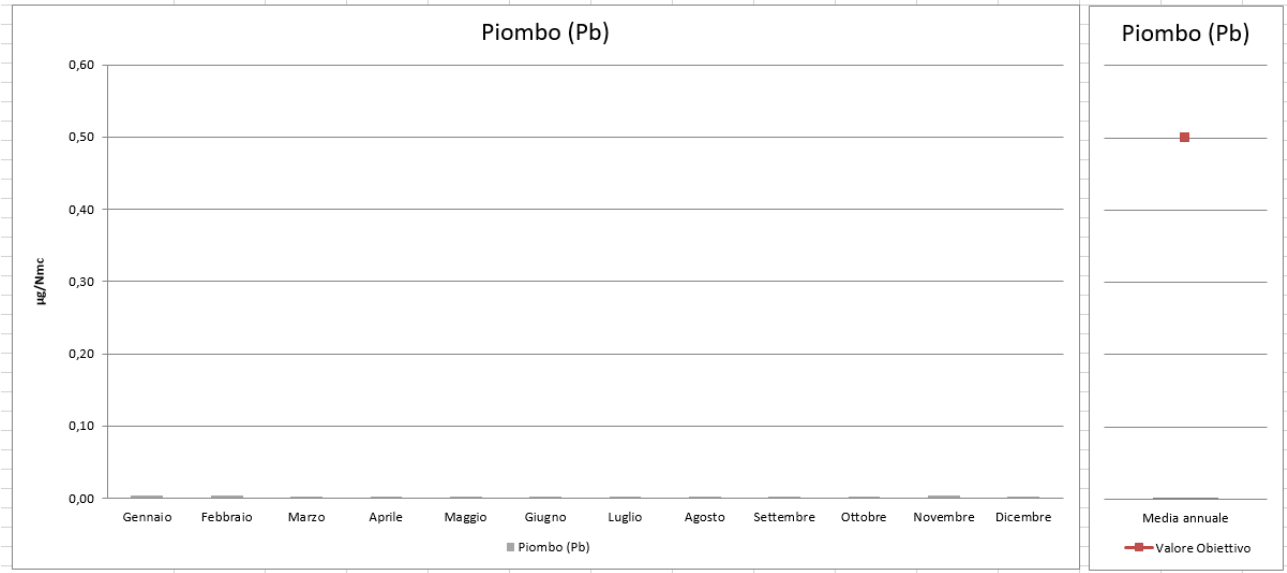 Piombo (Pb)
0,60
0,50
0,40
0,30
0,20
0,10
0,00
µg/Nmc
Gennaio Febbraio Marzo Aprile Maggio Giugno Luglio Agosto Settembre Ottobre Novembre Dicembre
Piombo (Pb)
Piombo (Pb)
Media annuale
Valore Obiettivo